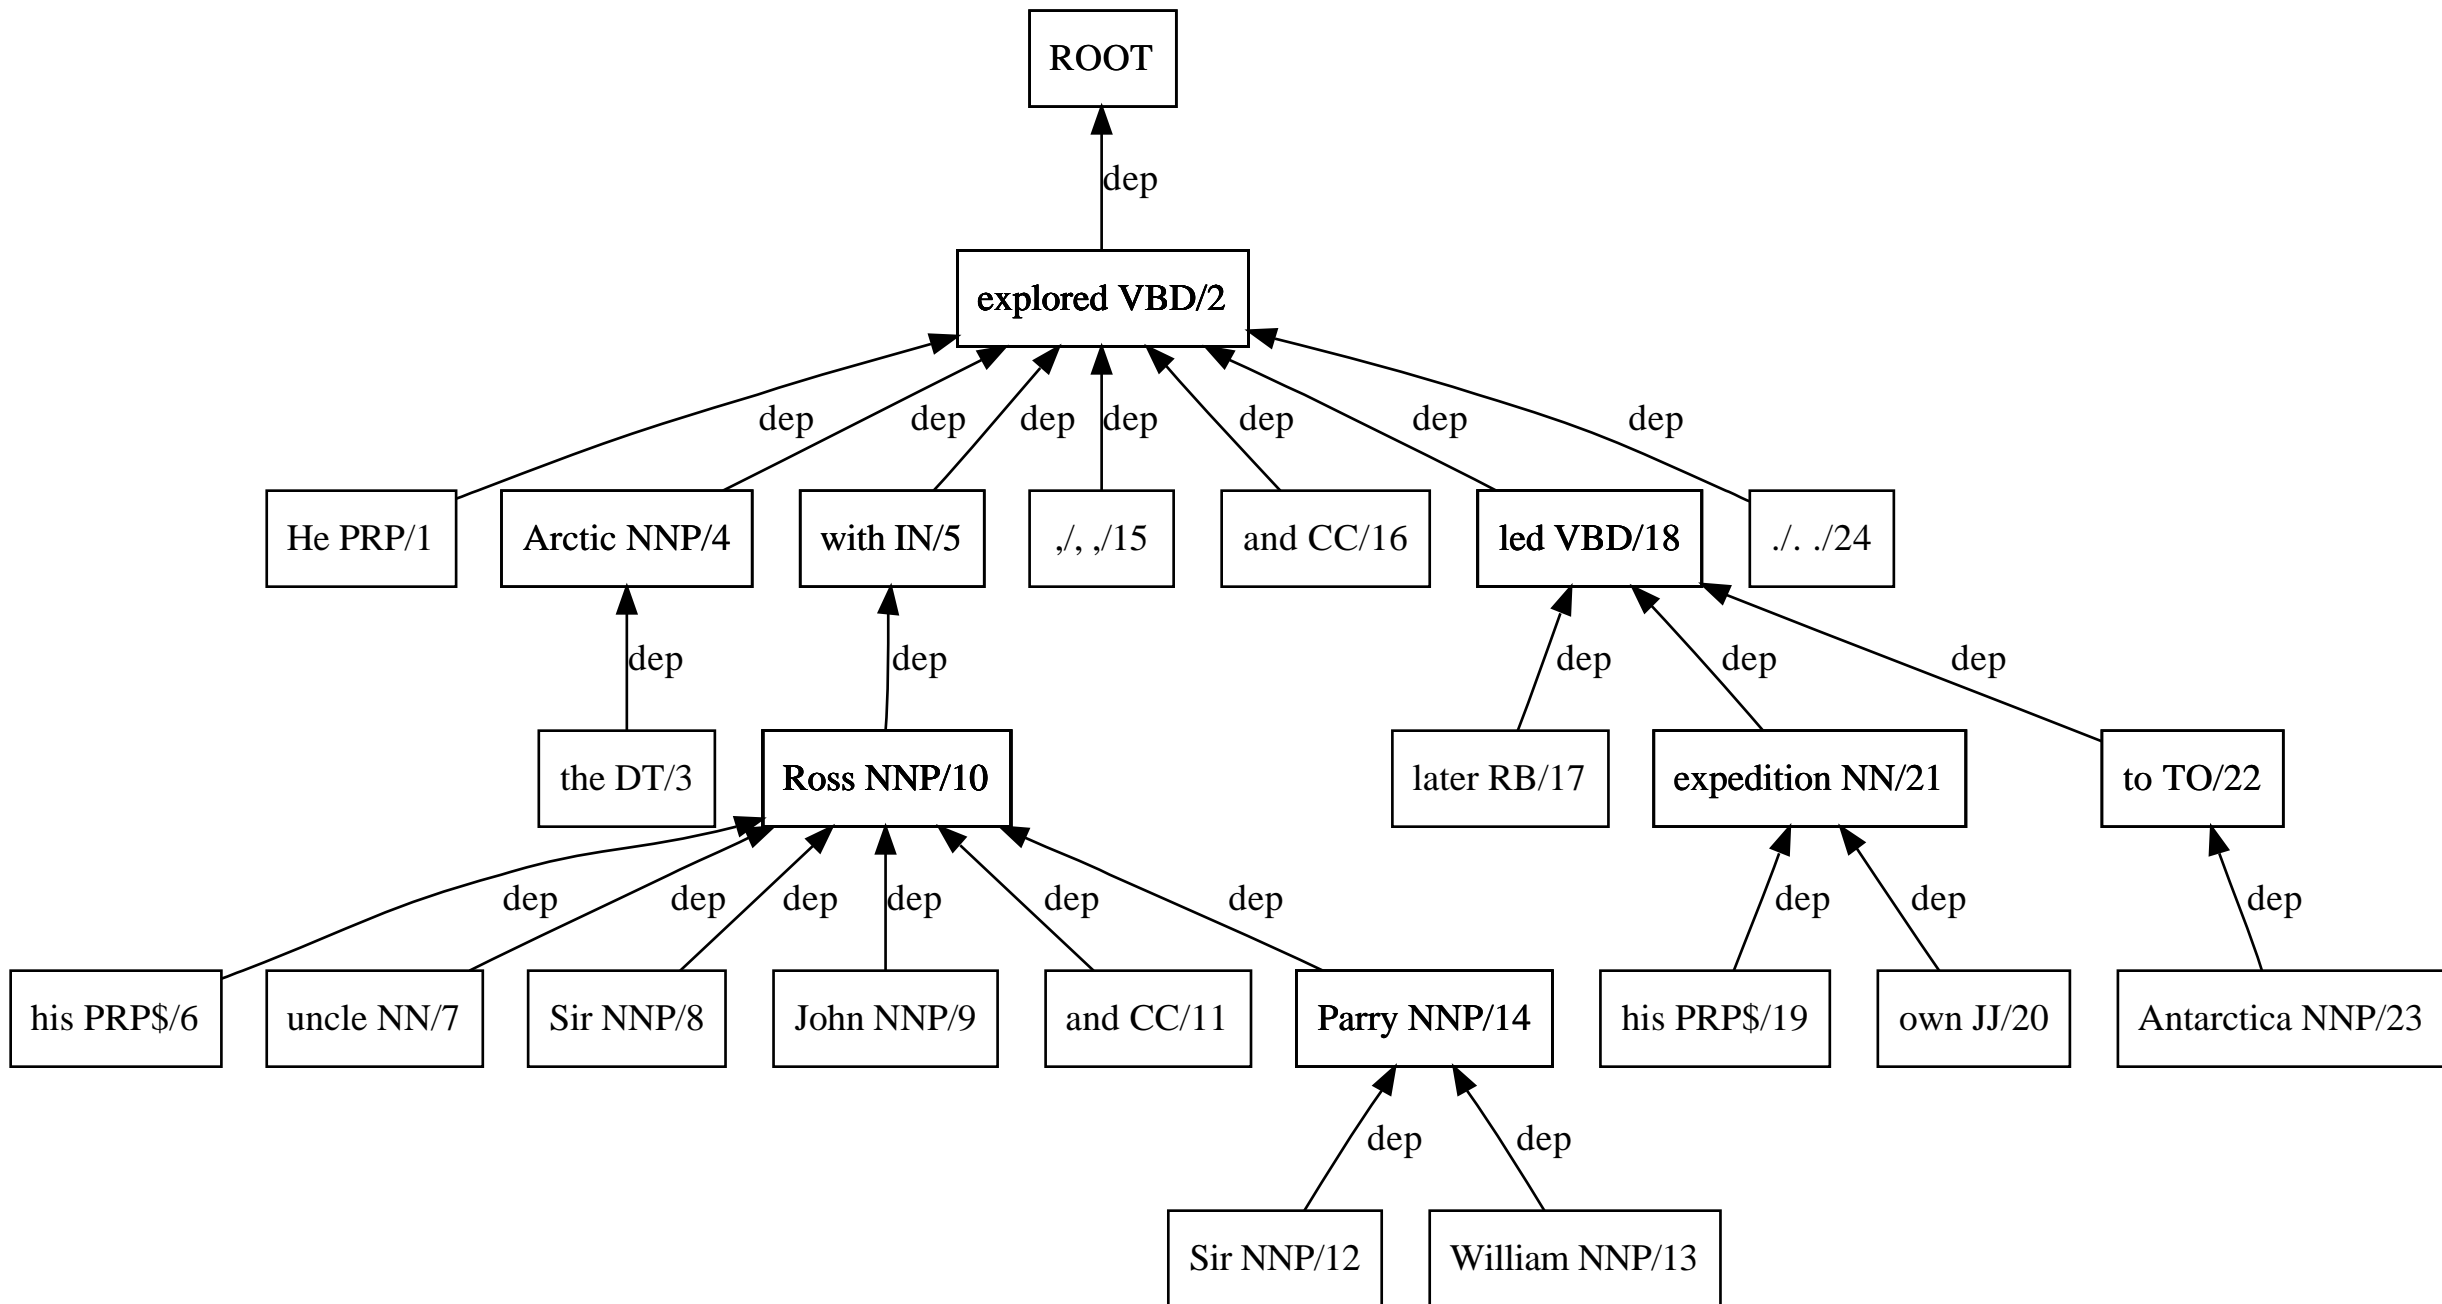 ROOT
dep
explored VBD/2
dep dep dep dep dep dep dep
He PRP/1 Arctic NNP/4 with IN/5 ,/, ,/15 and CC/16 led VBD/18 ./. ./24
dep dep dep dep dep
the DT/3 Ross NNP/10 later RB/17 expedition NN/21 to TO/22
dep dep dep dep dep dep dep dep dep
his PRP$/6 uncle NN/7 Sir NNP/8 John NNP/9 and CC/11 Parry NNP/14 his PRP$/19 own JJ/20 Antarctica NNP/23
dep dep
Sir NNP/12 William NNP/13